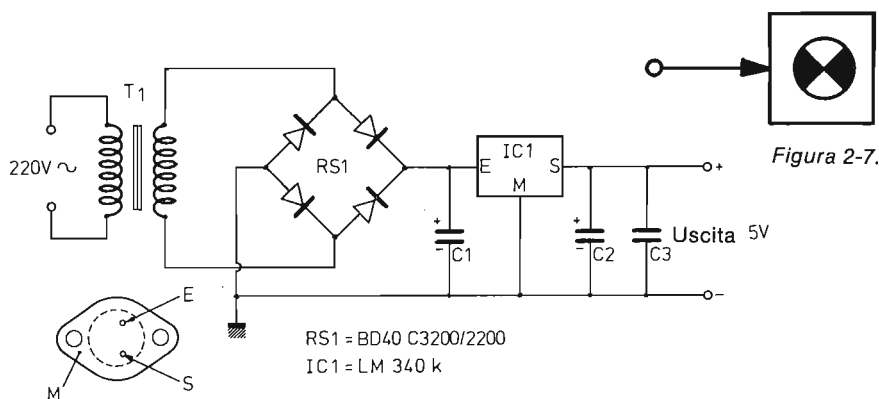 T1
220V ~
RS1
IC1
E
S
M
+
Figura 2-7.
+
-
C1
+
-
C2
C3
Uscita 5V
-
E
S
M
RS1 = BD40 C3200/2200
IC1 = LM 340 k